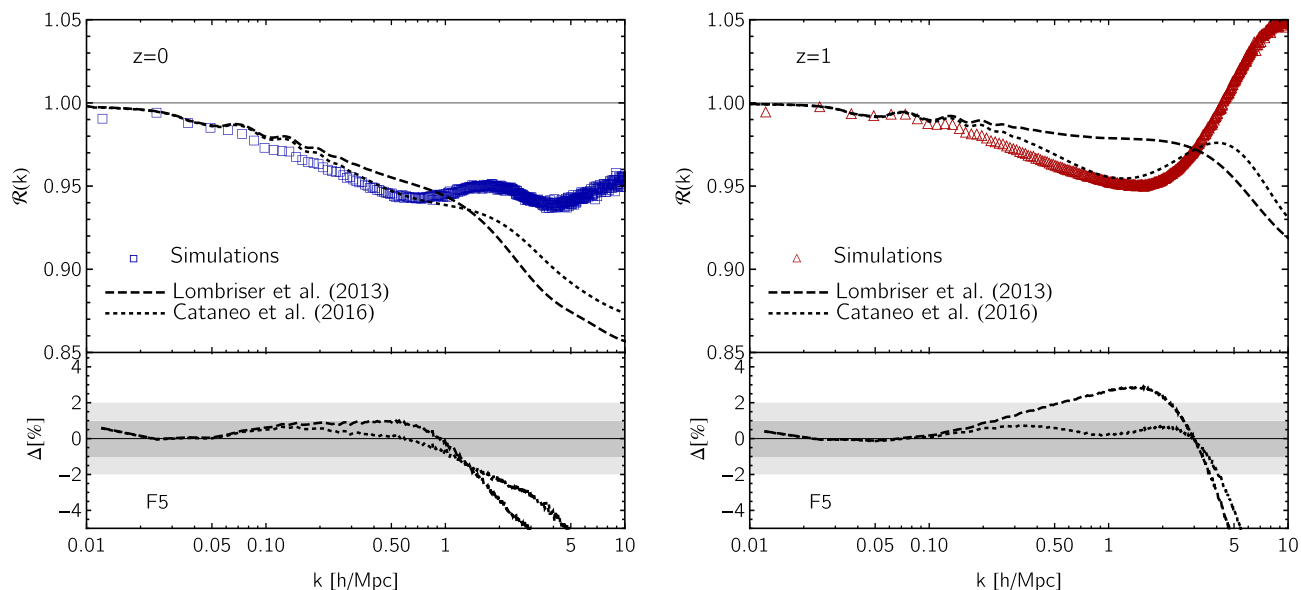 1.05
z=0
1.00
ℛ(k)
0.95
0.90
0.85
Simulations
Lombriser et al. (2013)
Cataneo et al. (2016)
4
2
0
-2
-4
Δ[%]
F5
0.01
0.05
0.10
0.50
1
5
10
k [h/Mpc]
1.05
z=1
1.00
ℛ(k)
0.95
0.90
0.85
Simulations
Lombriser et al. (2013)
Cataneo et al. (2016)
4
2
0
-2
-4
Δ[%]
F5
0.01
0.05
0.10
0.50
1
5
10
k [h/Mpc]